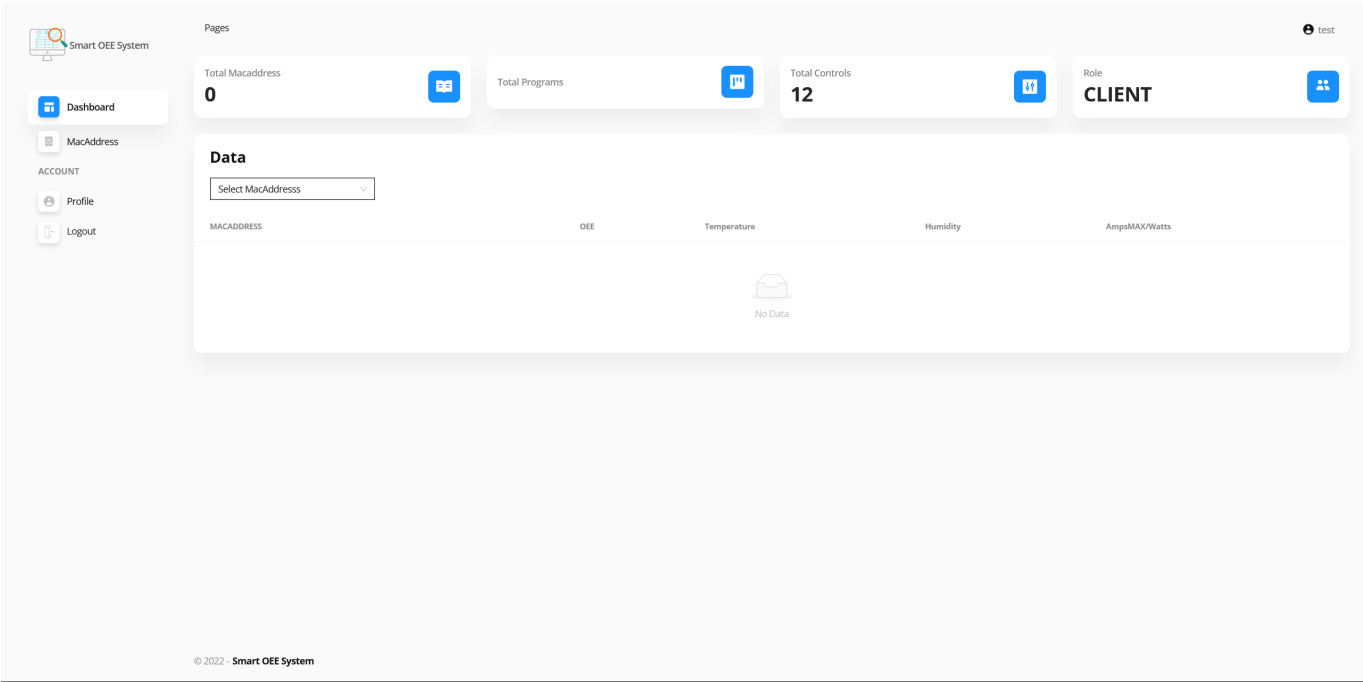 Smart OEE System
Dashboard
MacAddress
ACCOUNT
Profile
Logout
Pages
test
Total Macaddress
0
Total Programs
Total Controls
12
Role
CLIENT
Data
Select MacAddresss
MACADDRESS OEE Temperature Humidity AmpsMAX/Watts
No Data
© 2022 - Smart OEE System